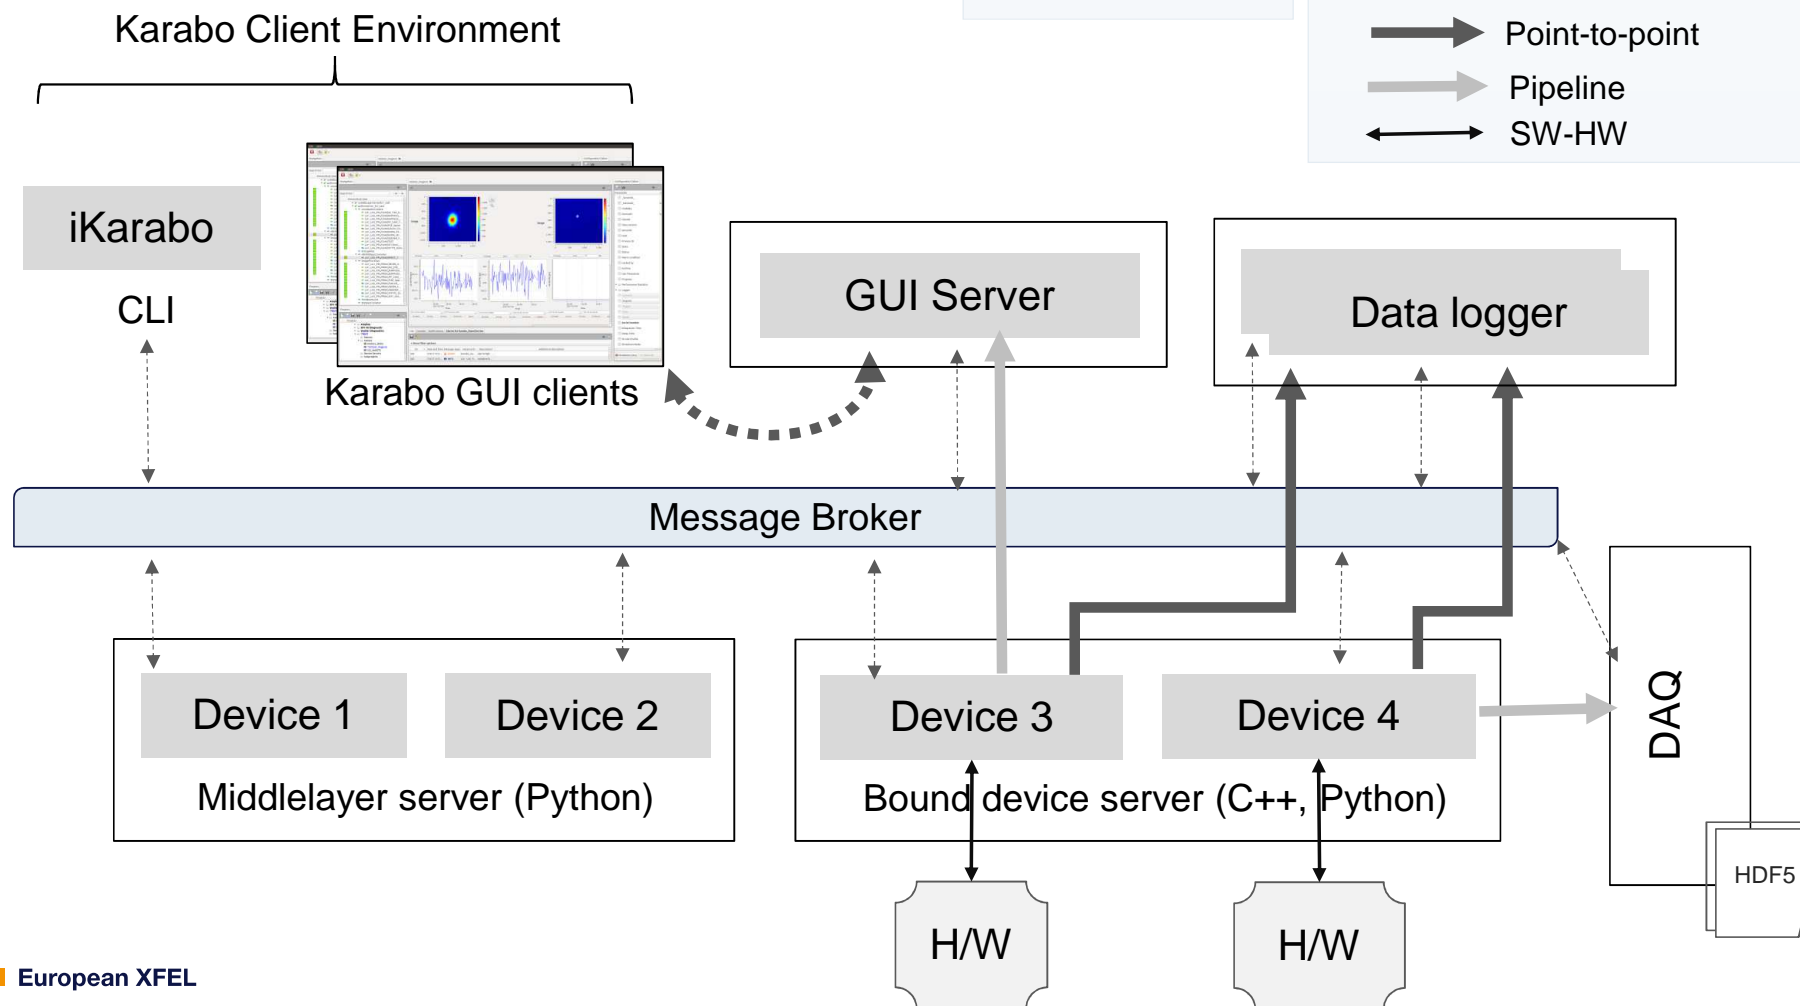 Karabo Client Environment
Point-to-point
Pipeline
SW-HW
iKarabo
CLI
Karabo GUI clients
GUI Server
Data logger
Message Broker
Device 1
Device 2
Middlelayer server (Python)
Device 3
Device 4
Bound device server (C++, Python)
DAQ
HDF5
H/W
H/W
European XFEL